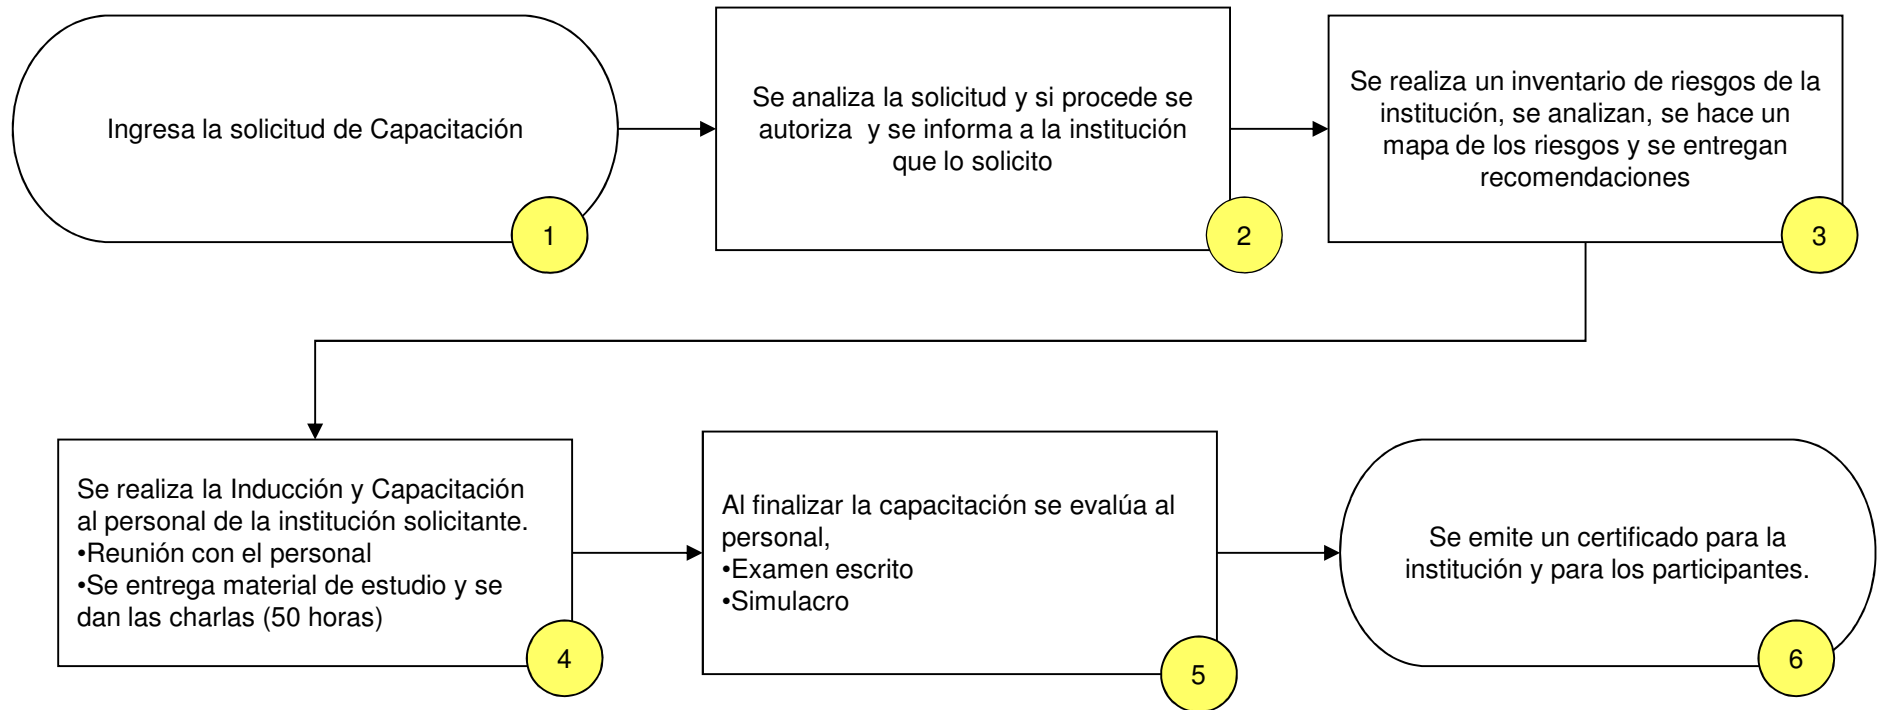 Ingresa la solicitud de Capacitación
1
Se analiza la solicitud y si procede se
autoriza  y se informa a la institución
que lo solicito
2
Se realiza un inventario de riesgos de la
institución, se analizan, se hace un
mapa de los riesgos y se entregan
recomendaciones
3
Se realiza la Inducción y Capacitación
al personal de la institución solicitante.
•Reunión con el personal
•Se entrega material de estudio y se
dan las charlas (50 horas)
4
Al finalizar la capacitación se evalúa al
personal,
•Examen escrito
•Simulacro
5
Se emite un certificado para la
institución y para los participantes.
6